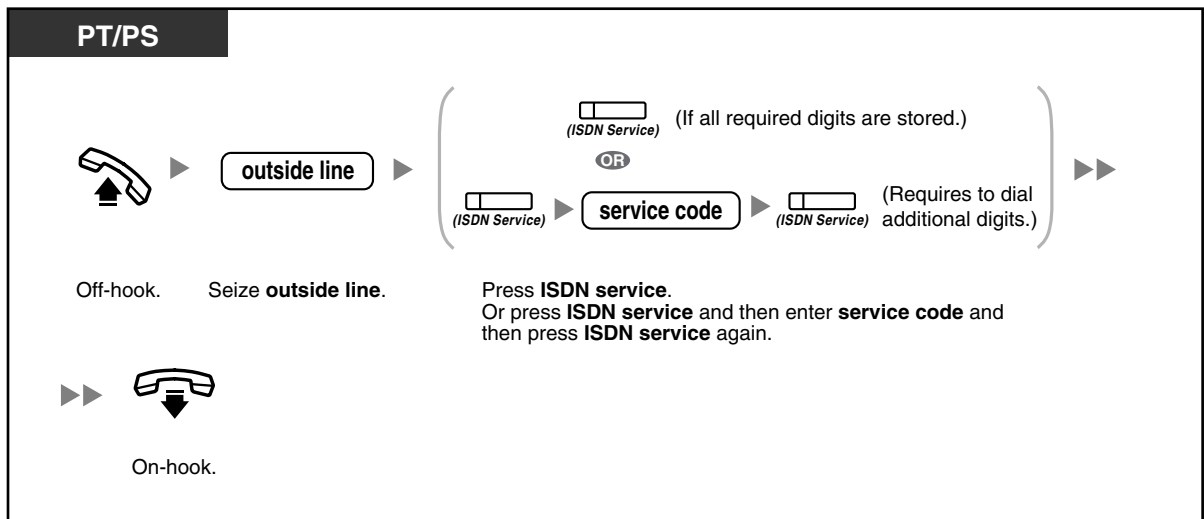 PT/PS
(ISDN Service) (If all required digits are stored.)
OR
outside line
(ISDN Service) service code (ISDN Service) (Requires to dial
additional digits.)
Off-hook.
Seize outside line.
Press ISDN service.
Or press ISDN service and then enter service code and
then press ISDN service again.
On-hook.